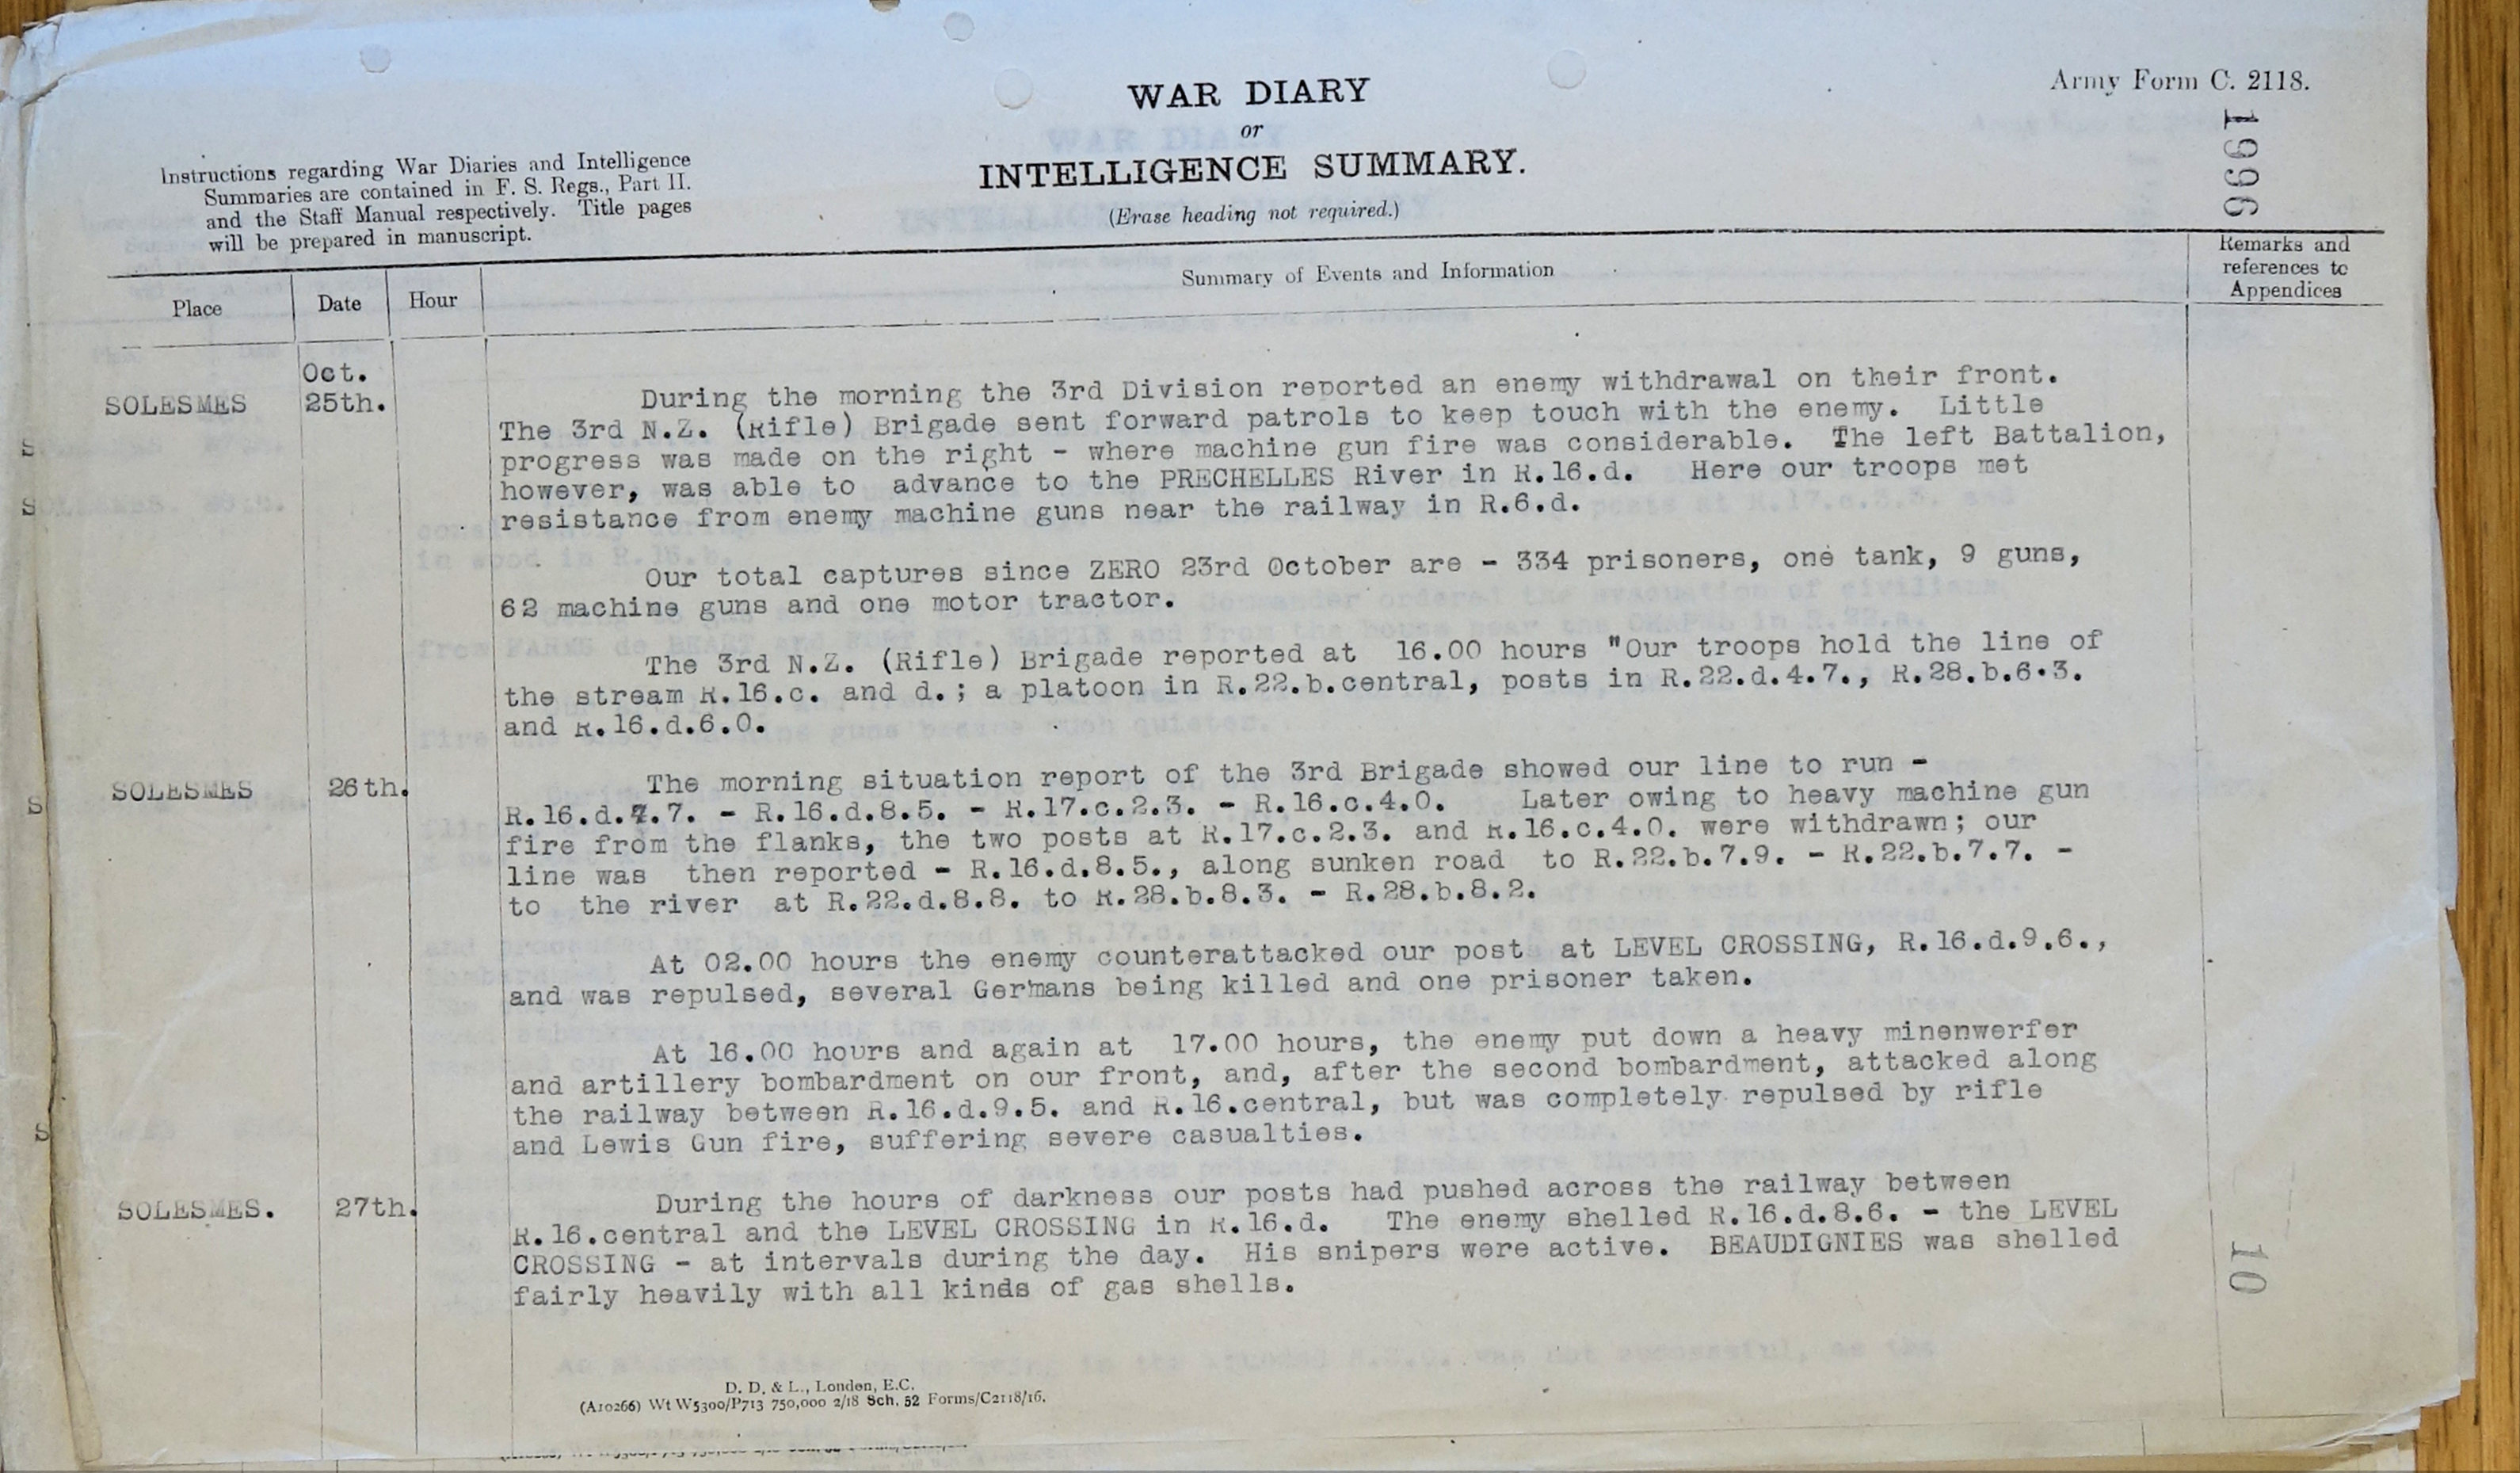 Army Form C. 2118.
WAR DIARY
or
INTELLIGENCE SUMMARY.
(Erase heading not required.)
1996
Instructions regarding War Diaries and Intelligence
Summaries are contained in F. S. Regs., Part II.
and the Staff Manual respectively. Title pages
will be prepared in manuscript.
Place Date Hour Summary of Events and Information Remarks and references to Appendices
Oct.
SOLESMES 25th. During the morning the 3rd Division reported an enemy withdrawal on their front.
The 3rd N.Z. (Rifle) Brigade sent forward patrols to keep touch with the enemy. Little
progress was made on the right - where machine gun fire was considerable. The left Battalion,
however, was able to advance to the PRECHELLES River in R.16.d. Here our troops met
resistance from enemy machine guns near the railway in R.6.d.
Our total captures since ZERO 23rd October are - 334 prisoners, one tank, 9 guns,
62 machine guns and one motor tractor.
The 3rd N.Z. (Rifle) Brigade reported at 16.00 hours "Our troops hold the line of
the stream R.16.c. and d.; a platoon in R.22.b.central, posts in R.22.d.4.7., R.28.b.6.3.
and R.16.d.6.0.
SOLESMES 26th. The morning situation report of the 3rd Brigade showed our line to run -
R.16.d.7.7. - R.16.d.8.5. - R.17.c.2.3. - R.16.c.4.0. Later owing to heavy machine gun
fire from the flanks, the two posts at R.17.c.2.3. and R.16.c.4.0. were withdrawn; our
line was then reported - R.16.d.8.5., along sunken road to R.22.b.7.9. - R.22.b.7.7. -
to the river at R.22.d.8.8. to R.28.b.8.3. - R.28.b.8.2.
At 02.00 hours the enemy counterattacked our post at LEVEL CROSSING, R.16.d.9.6.,
and was repulsed, several Germans being killed and one prisoner taken.
At 16.00 hours and again at 17.00 hours, the enemy put down a heavy minenwerfer
and artillery bombardment on our front, and, after the second bombardment, attacked along
the railway between R.16.d.9.5. and R.16.central, but was completely repulsed by rifle
and Lewis Gun fire, suffering severe casualties.
SOLESMES. 27th. During the hours of darkness our posts had pushed across the railway between
R.16.central and the LEVEL CROSSING in R.16.d. The enemy shelled R.16.d.8.6. - the LEVEL
CROSSING - at intervals during the day. His snipers were active. BEAUDIGNIES was shelled
fairly heavily with all kinds of gas shells.
10
D. D. & L., London, E.C.
(A10266) Wt W5300/P713 750,000 2/18 Sch. 52 Forms/C2118/16.